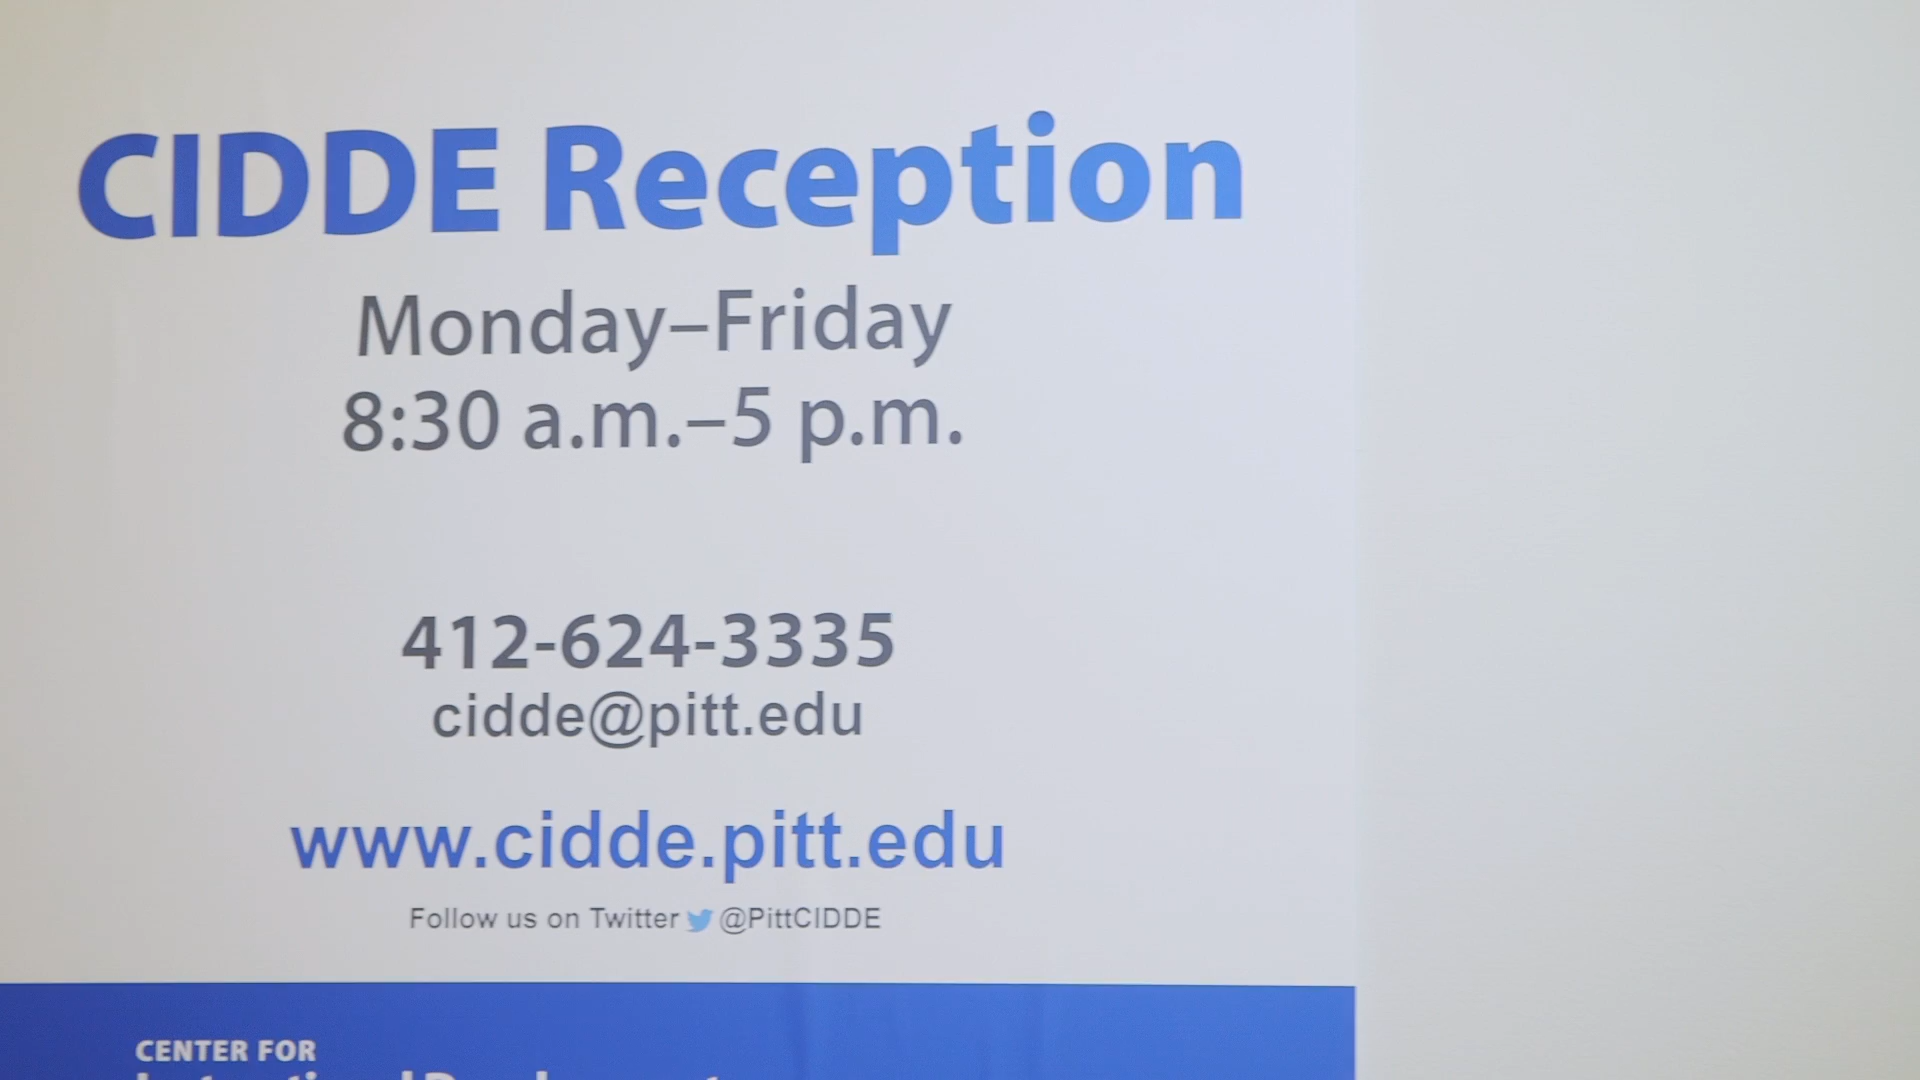 CIDDE Reception
Monday–Friday
8:30 a.m.–5 p.m.
412-624-3335
cidde@pitt.edu
www.cidde.pitt.edu
Follow us on Twitter @PittCIDDE
CENTER FOR